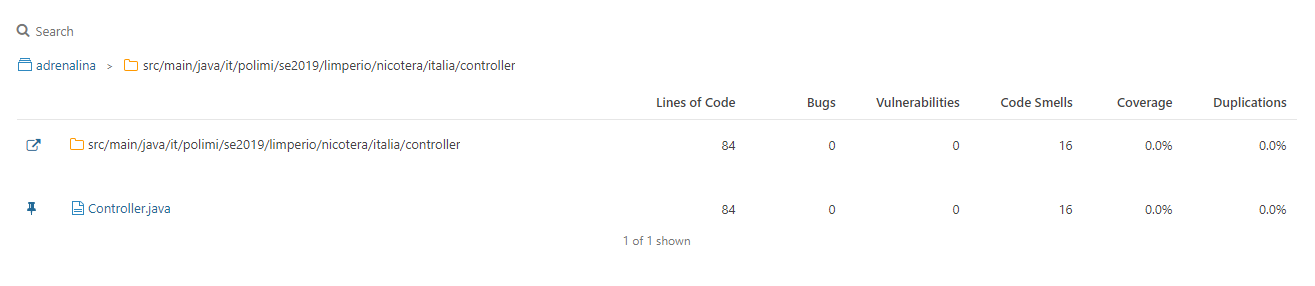 Search
adrenalina > src/main/java/it/polimi/se2019/limperio/nicotera/italia/controller
Lines of Code Bugs Vulnerabilities Code Smells Coverage Duplications
src/main/java/it/polimi/se2019/limperio/nicotera/italia/controller 84 0 0 16 0.0% 0.0%
Controller.java 84 0 0 16 0.0% 0.0%
1 of 1 shown